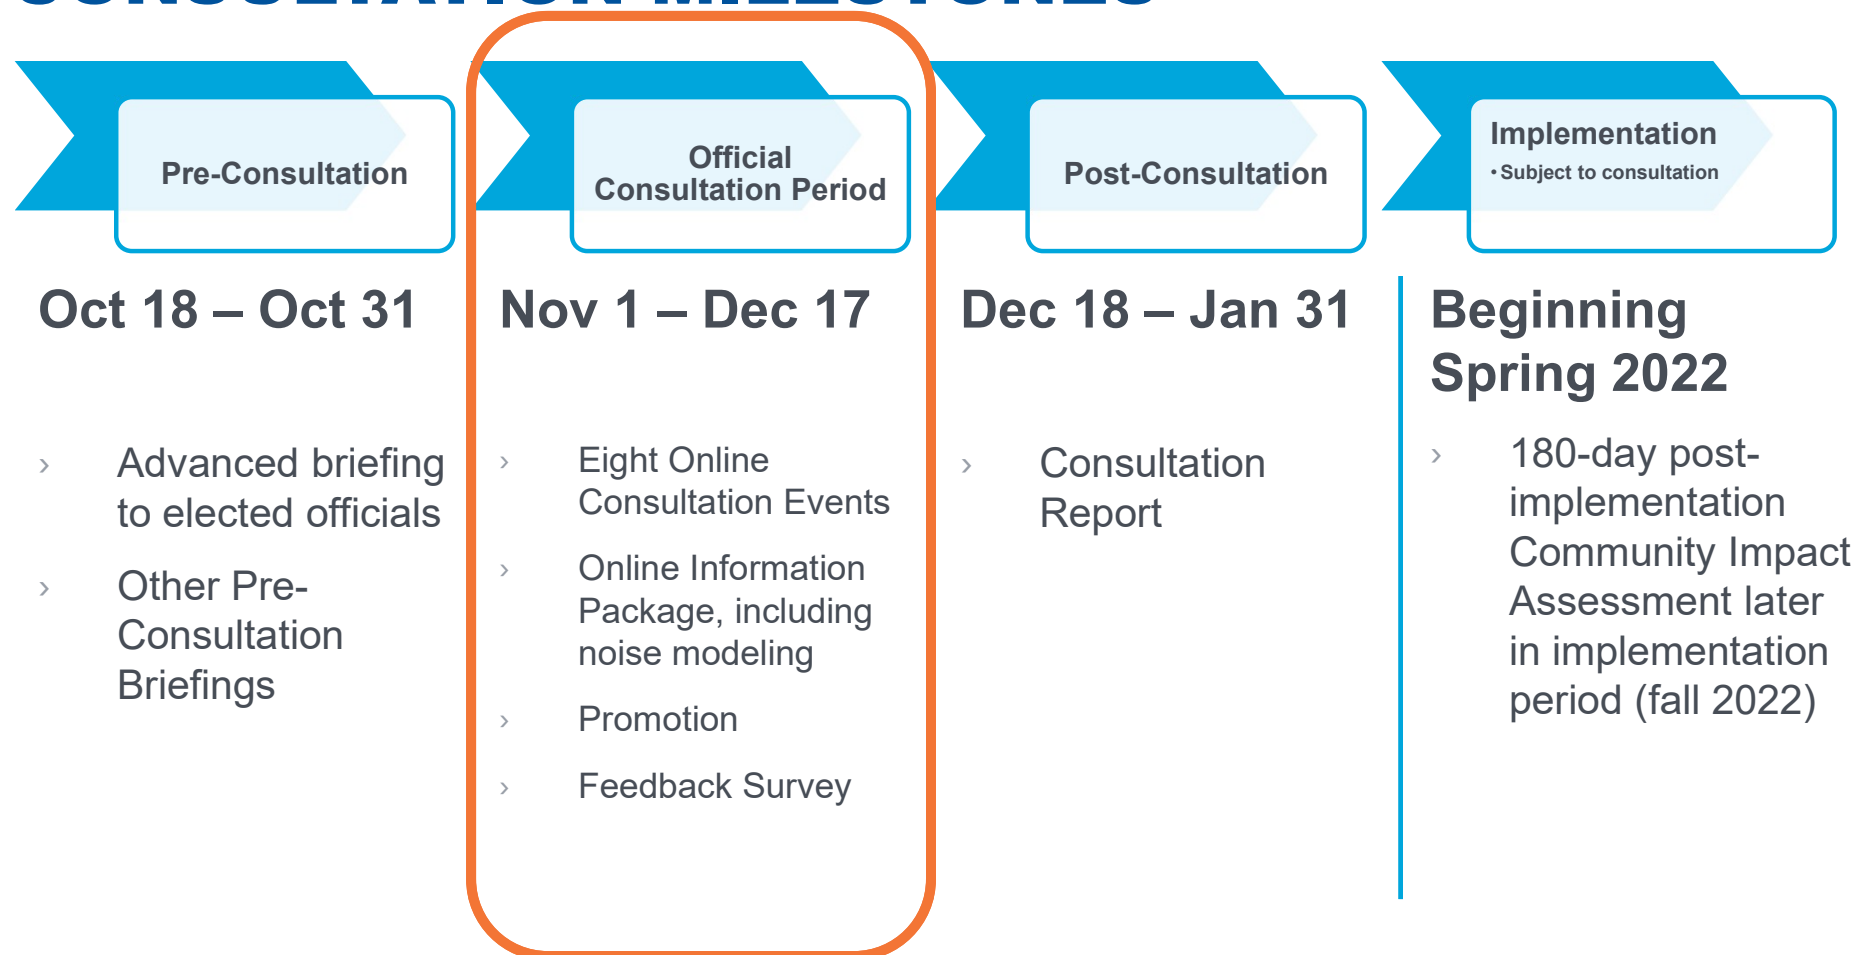 CONSULTATION MILESTONES
Pre-Consultation
Oct 18 – Oct 31
› Advanced briefing
to elected officials
› Other Pre-
Consultation
Briefings
Official
Consultation Period
Nov 1 – Dec 17
› Eight Online
Consultation Events
› Online Information
Package, including
noise modeling
› Promotion
› Feedback Survey
Post-Consultation
Dec 18 – Jan 31
› Consultation
Report
Implementation
• Subject to consultation
Beginning
Spring 2022
› 180-day post-
implementation
Community Impact
Assessment later
in implementation
period (fall 2022)